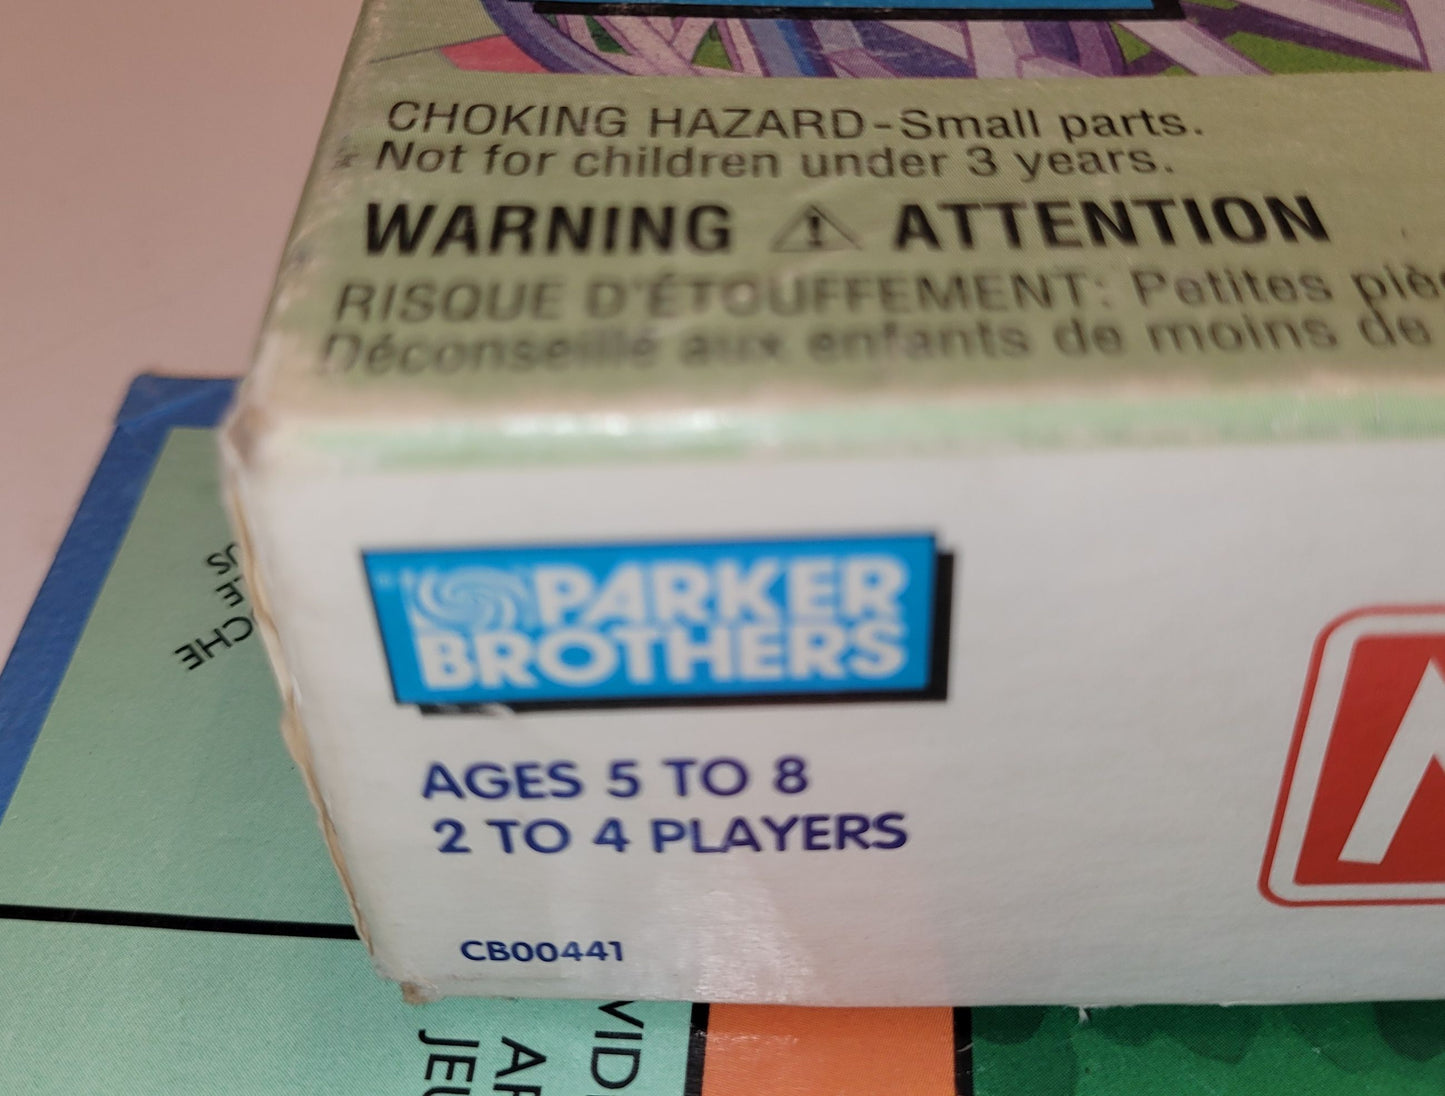 CHOKING HAZARD-Small parts.
Not for children under 3 years.
WARNING ⚠ ATTENTION
RISQUE D'ÉTOUFFEMENT: Petites
Déconseillé aux enfants de moins de
PARKER
BROTHERS
AGES 5 TO 8
2 TO 4 PLAYERS
CB00441